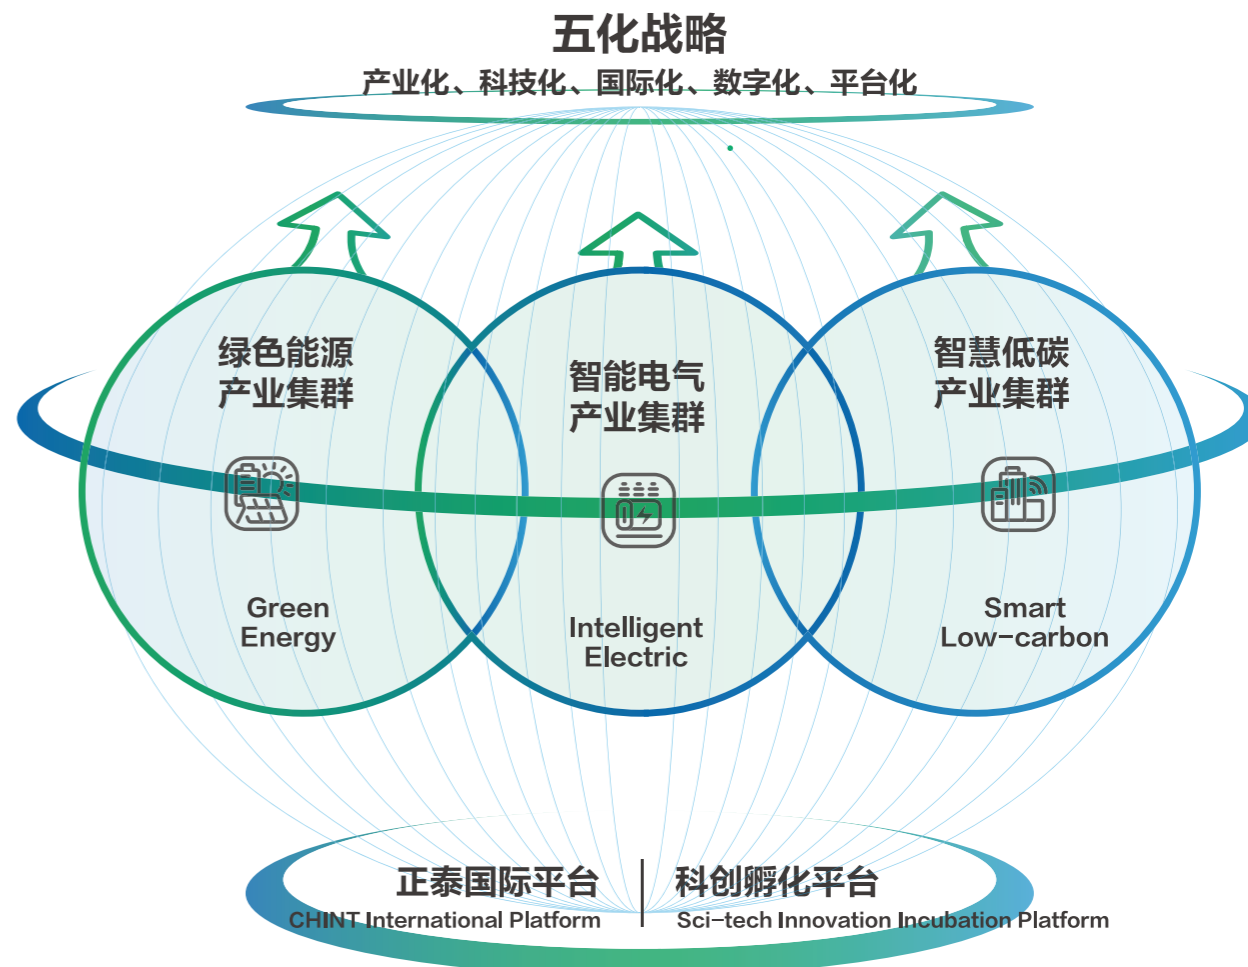 五化战略
产业化、科技化、国际化、数字化、平台化
绿色能源
产业集群
Green
Energy
智能电气
产业集群
Intelligent
Electric
智慧低碳
产业集群
Smart
Low-carbon
正泰国际平台
CHINT International Platform
科创孵化平台
Sci-tech Innovation Incubation Platform